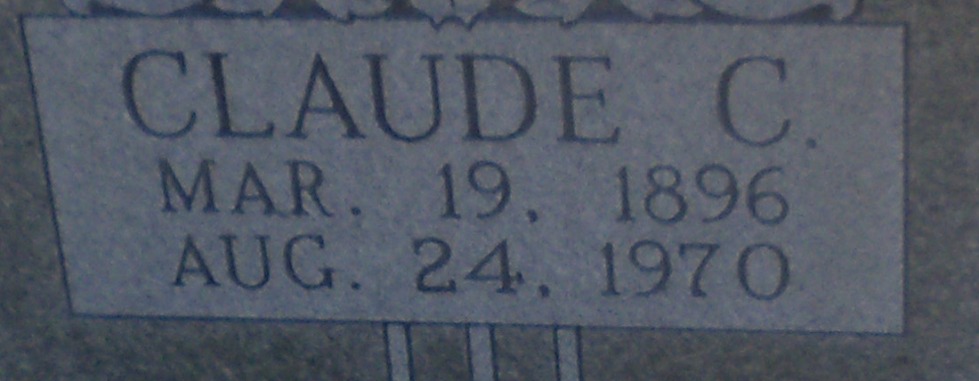 CLAUDE C.
MAR. 19, 1896
AUG. 24, 1970